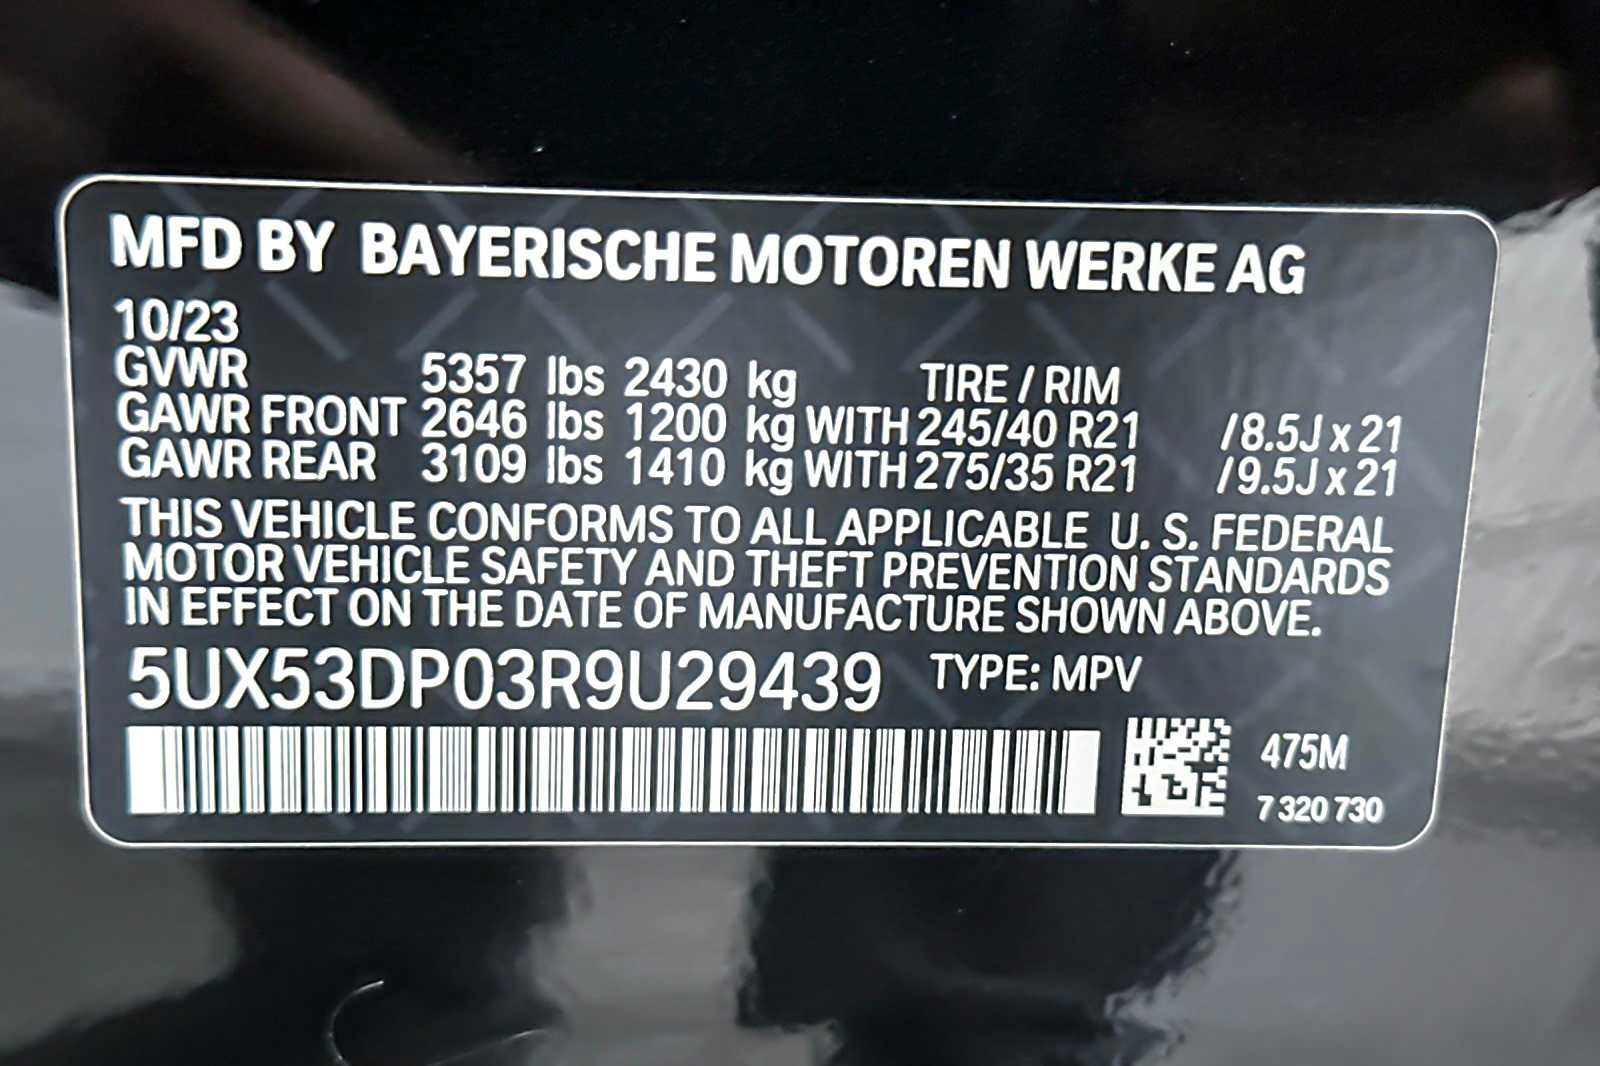 MFD BY BAYERISCHE MOTOREN WERKE AG
10/23
GVWR 5357 lbs 2430 kg TIRE / RIM
GAWR FRONT 2646 lbs 1200 kg WITH 245/40 R21 /8.5J x 21
GAWR REAR 3109 lbs 1410 kg WITH 275/35 R21 /9.5J x 21
THIS VEHICLE CONFORMS TO ALL APPLICABLE U. S. FEDERAL
MOTOR VEHICLE SAFETY AND THEFT PREVENTION STANDARDS
IN EFFECT ON THE DATE OF MANUFACTURE SHOWN ABOVE.
5UX53DP03R9U29439 TYPE: MPV
475M
7 320 730